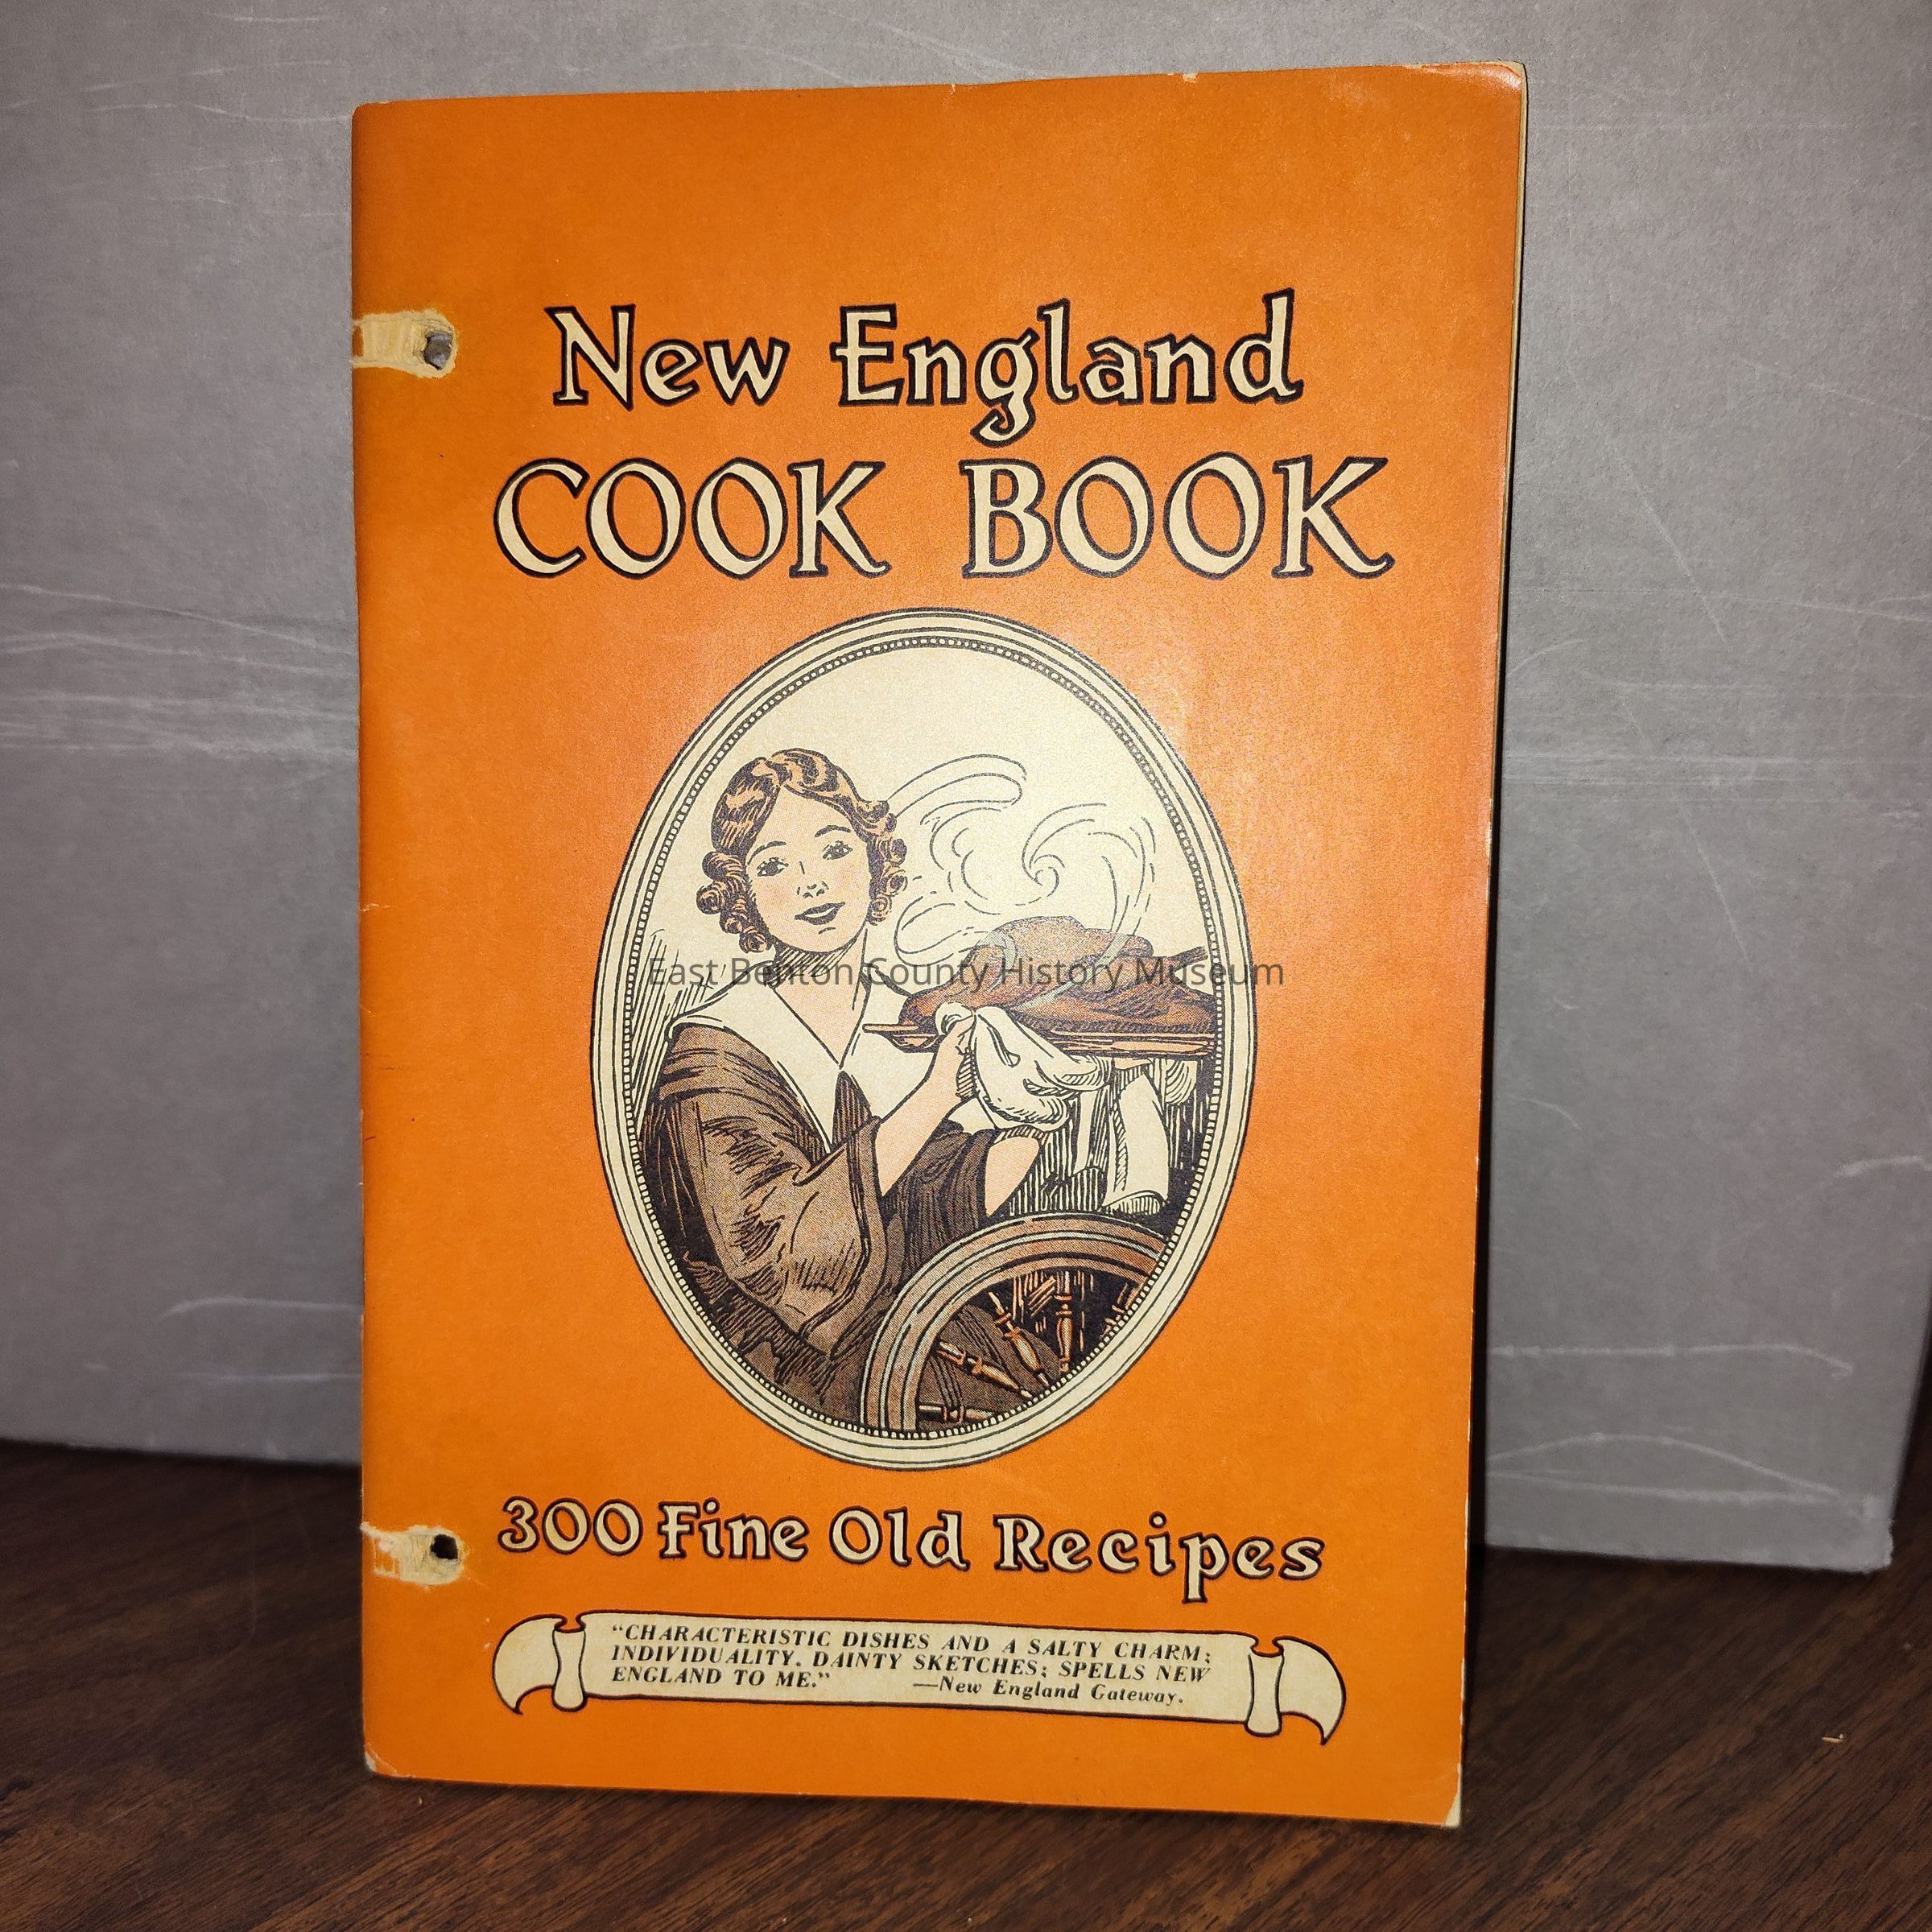 New England
COOK BOOK
East Benton County History Museum
300 Fine Old Recipes
"CHARACTERISTIC DISHES AND A SALTY CHARM;
INDIVIDUALITY. DAINTY SKETCHES; SPELLS NEW
ENGLAND TO ME." —New England Gateway.